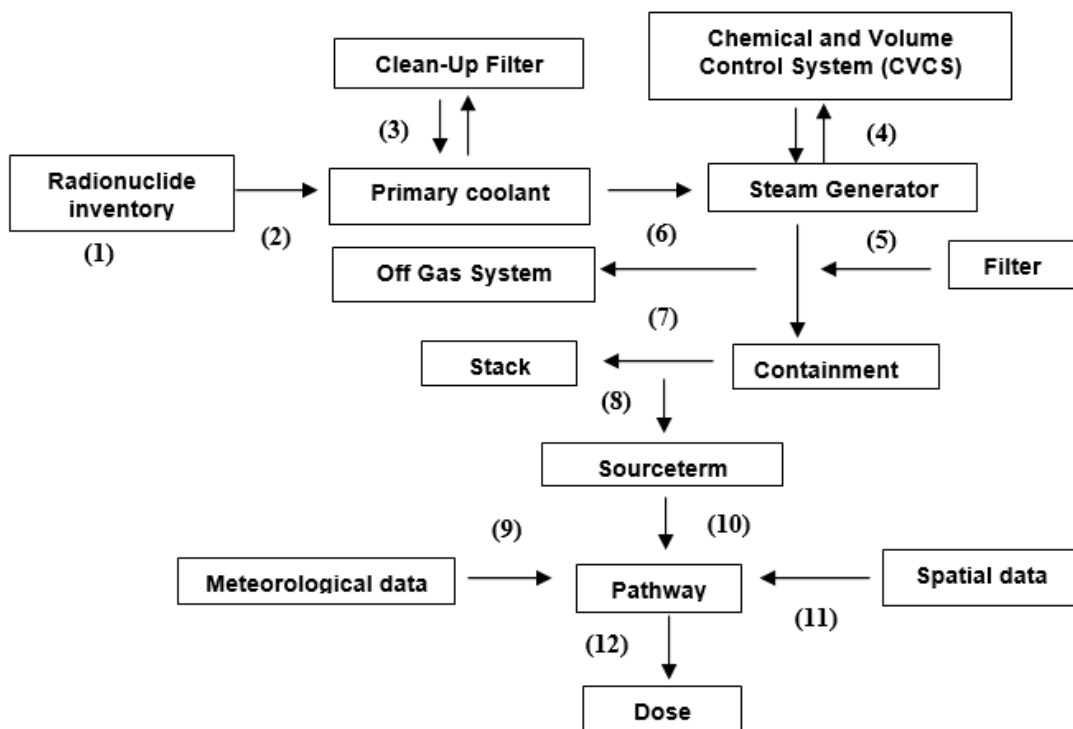 Chemical and Volume
Control System (CVCS)
Clean-Up Filter
(3)
(4)
Radionuclide
inventory
(1)
(2)
Primary coolant
Steam Generator
(6)
(5)
Off Gas System
Filter
(7)
Stack
Containment
(8)
Sourceterm
(9)
(10)
Meteorological data
Pathway
Spatial data
(11)
(12)
Dose